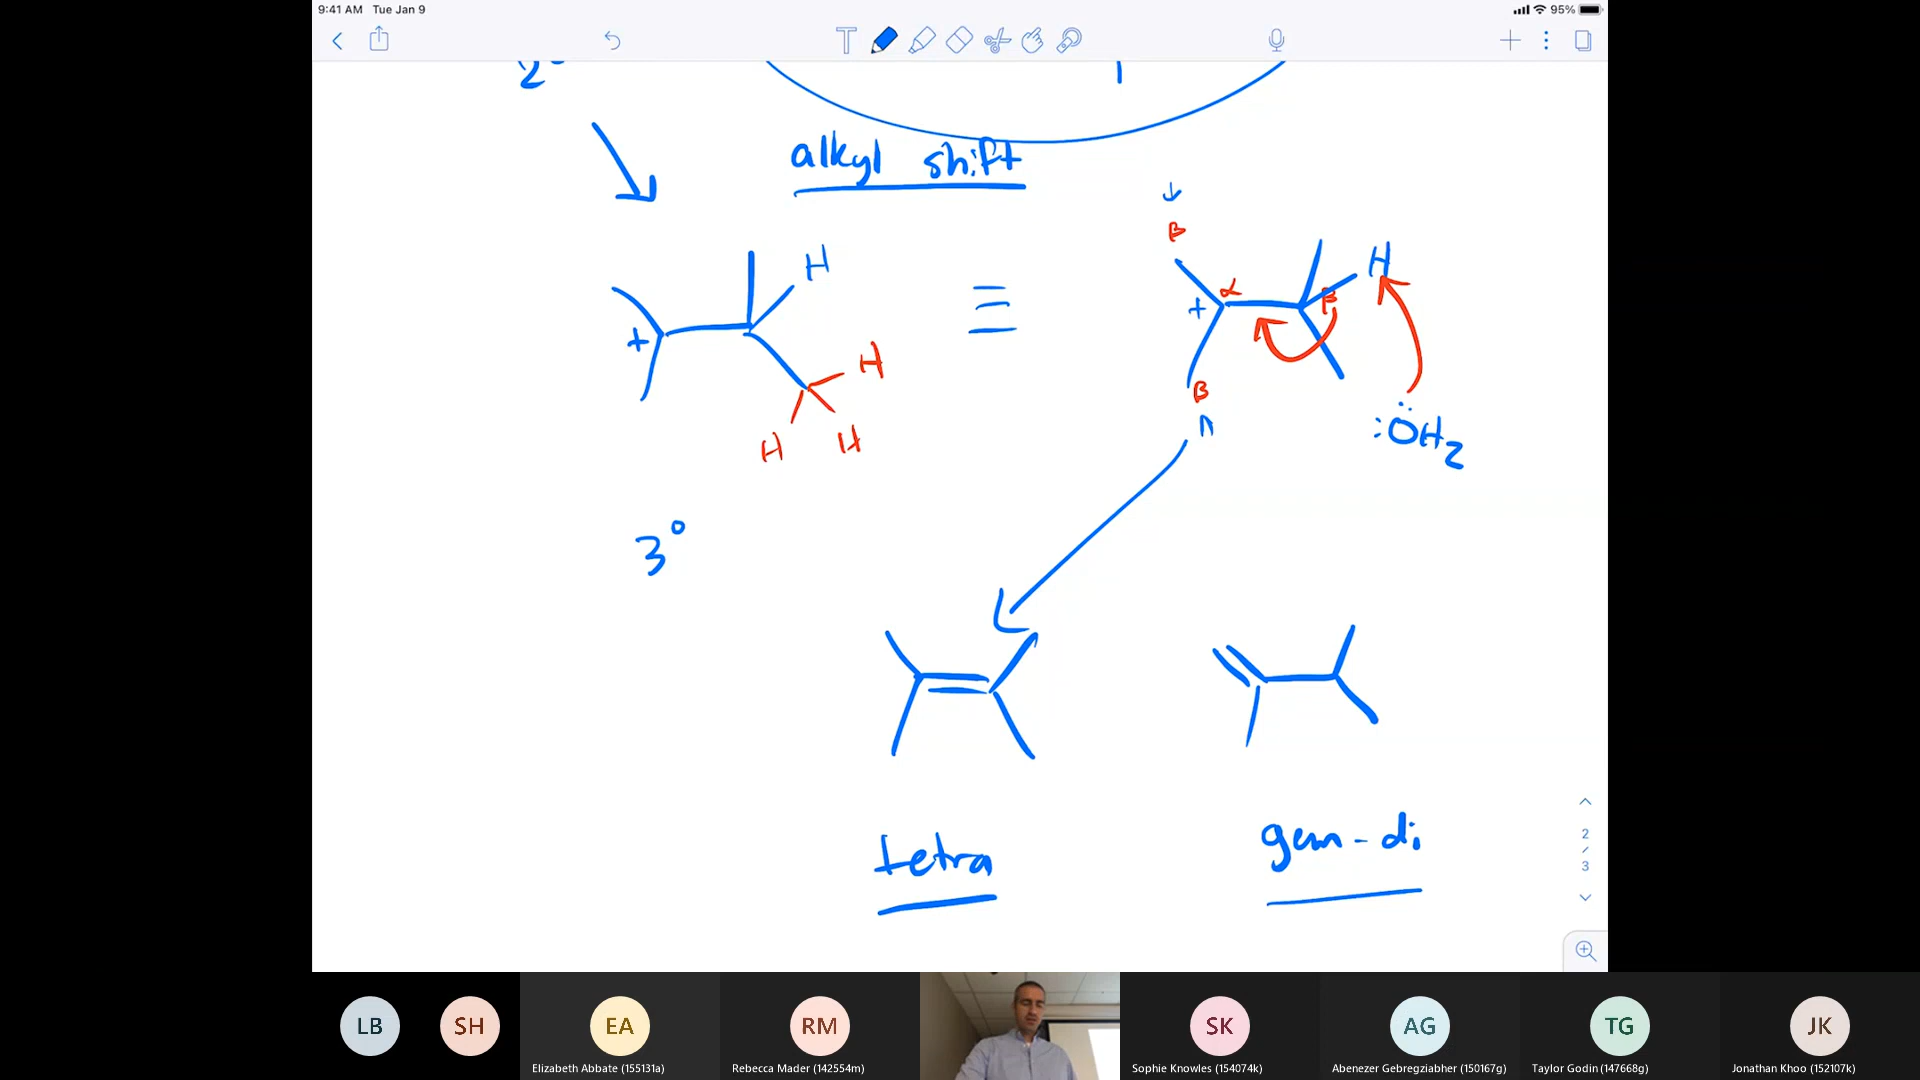 9:41 AM Tue Jan 9
95%
T
2°
alkyl shift
H
+
H
H
H
≡
β
α
+
β
H
β
:ÖH2
3°
tetra
gem-di
2
/
3
LB
SH
EA
RM
SK
AG
TG
JK
Elizabeth Abbate (155131a)
Rebecca Mader (142554m)
Sophie Knowles (154074k)
Abenezer Gebregziabher (150167g)
Taylor Godin (147668g)
Jonathan Khoo (152107k)